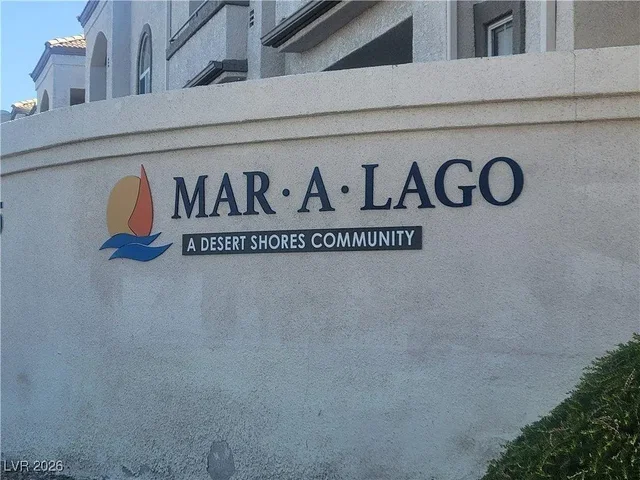 MAR·A·LAGO
A DESERT SHORES COMMUNITY
LVR 2026